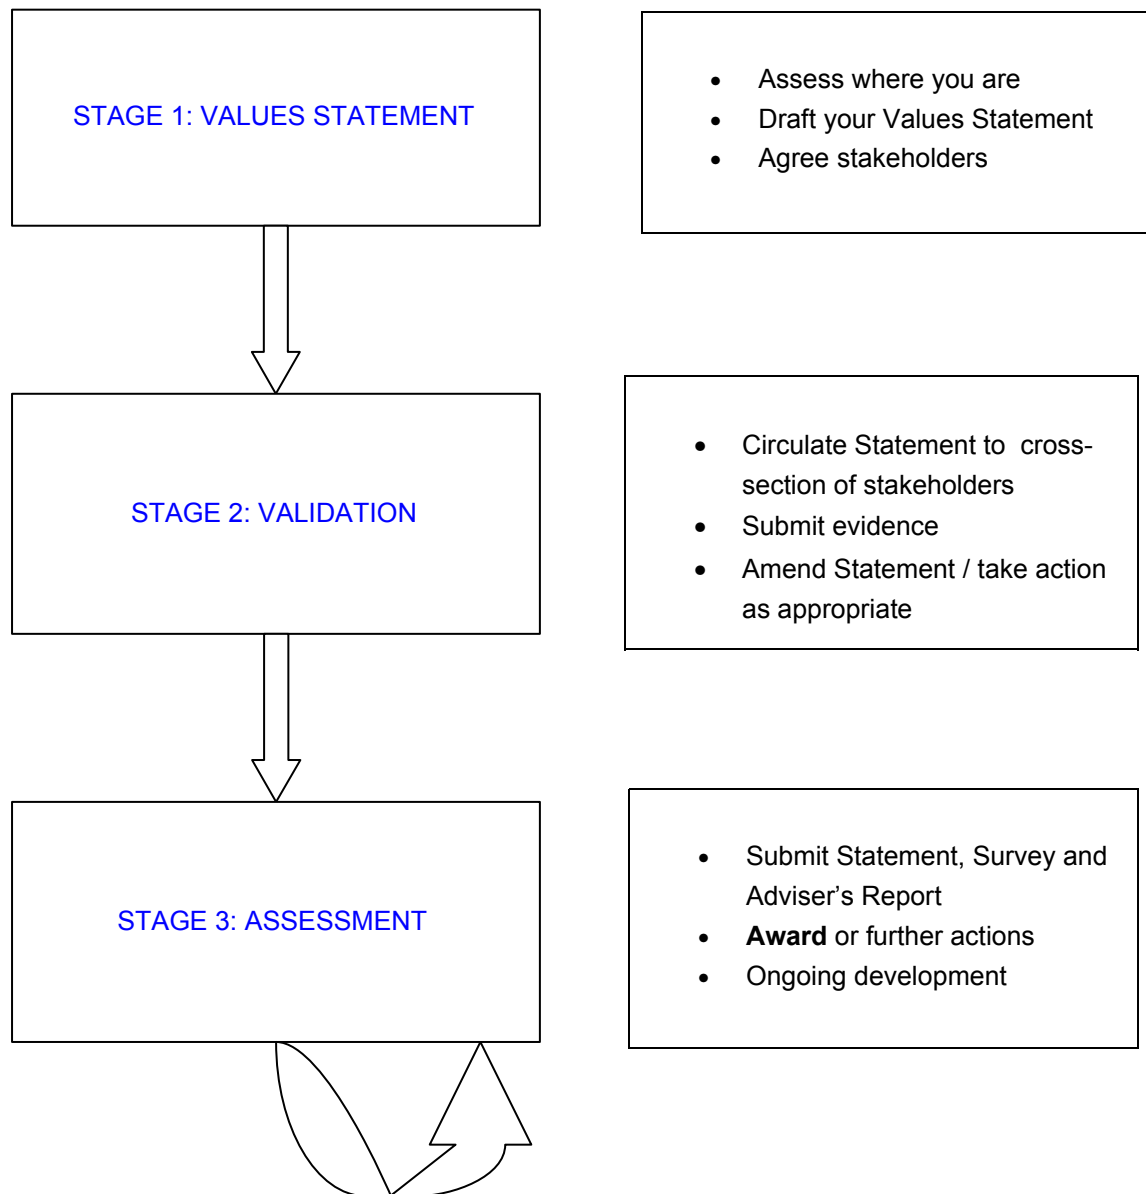 STAGE 1: VALUES STATEMENT
• Assess where you are
• Draft your Values Statement
• Agree stakeholders
STAGE 2: VALIDATION
• Circulate Statement to cross-
section of stakeholders
• Submit evidence
• Amend Statement / take action
as appropriate
STAGE 3: ASSESSMENT
• Submit Statement, Survey and
Adviser’s Report
• Award or further actions
• Ongoing development